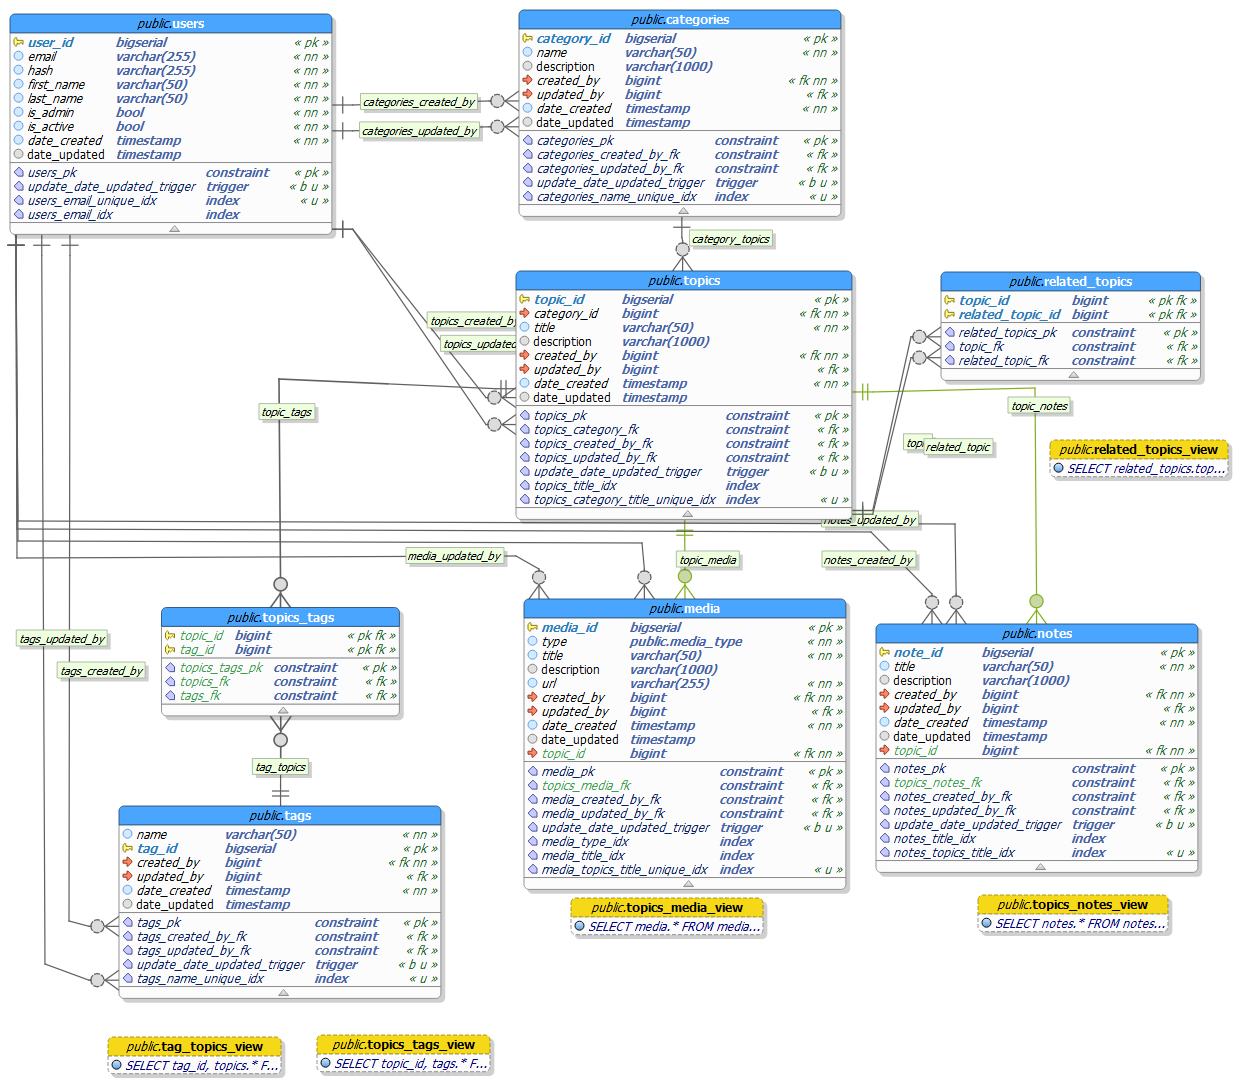 public.users
user_id bigserial « pk »
email varchar(255) « nn »
hash varchar(255) « nn »
first_name varchar(50) « nn »
last_name varchar(50) « nn »
is_admin bool « nn »
is_active bool « nn »
date_created timestamp « nn »
date_updated timestamp
users_pk constraint « pk »
update_date_updated_trigger trigger « b u »
users_email_unique_idx index « u »
users_email_idx index
categories_created_by
categories_updated_by
public.categories
category_id bigserial « pk »
name varchar(50) « nn »
description varchar(1000)
created_by bigint « fk nn »
updated_by bigint « fk »
date_created timestamp « nn »
date_updated timestamp
categories_pk constraint « pk »
categories_created_by_fk constraint « fk »
categories_updated_by_fk constraint « fk »
update_date_updated_trigger trigger « b u »
categories_name_unique_idx index « u »
category_topics
topics_created_by
topics_updated
public.topics
topic_id bigserial « pk »
category_id bigint « fk nn »
title varchar(50) « nn »
description varchar(1000)
created_by bigint « fk nn »
updated_by bigint « fk »
date_created timestamp « nn »
date_updated timestamp
topics_pk constraint « pk »
topics_category_fk constraint « fk »
topics_created_by_fk constraint « fk »
topics_updated_by_fk constraint « fk »
update_date_updated_trigger trigger « b u »
topics_title_idx index
topics_category_title_unique_idx index « u »
public.related_topics
topic_id bigint « pk fk »
related_topic_id bigint « pk fk »
related_topics_pk constraint « pk »
topic_fk constraint « fk »
related_topic_fk constraint « fk »
topic_tags
topic_notes
related_topic
public.related_topics_view
SELECT related_topics.top...
notes_updated_by
notes_created_by
media_updated_by
topic_media
public.topics_tags
topic_id bigint « pk fk »
tag_id bigint « pk fk »
topics_tags_pk constraint « pk »
topics_fk constraint « fk »
tags_fk constraint « fk »
tags_updated_by
tags_created_by
tag_topics
public.media
media_id bigserial « pk »
type public.media_type « nn »
title varchar(50) « nn »
description varchar(1000)
url varchar(255) « nn »
created_by bigint « fk nn »
updated_by bigint « fk »
date_created timestamp « nn »
date_updated timestamp
topic_id bigint « fk nn »
media_pk constraint « pk »
topics_media_fk constraint « fk »
media_created_by_fk constraint « fk »
media_updated_by_fk constraint « fk »
update_date_updated_trigger trigger « b u »
media_type_idx index
media_title_idx index
media_topics_title_unique_idx index « u »
public.notes
note_id bigserial « pk »
title varchar(50) « nn »
description varchar(1000)
created_by bigint « fk nn »
updated_by bigint « fk »
date_created timestamp « nn »
date_updated timestamp
topic_id bigint « fk nn »
notes_pk constraint « pk »
topics_notes_fk constraint « fk »
notes_created_by_fk constraint « fk »
notes_updated_by_fk constraint « fk »
update_date_updated_trigger trigger « b u »
notes_title_idx index
notes_topics_title_idx index « u »
public.tags
name varchar(50) « nn »
tag_id bigserial « pk »
created_by bigint « fk nn »
updated_by bigint « fk »
date_created timestamp « nn »
date_updated timestamp
tags_pk constraint « pk »
tags_created_by_fk constraint « fk »
tags_updated_by_fk constraint « fk »
update_date_updated_trigger trigger « b u »
tags_name_unique_idx index « u »
public.topics_media_view
SELECT media.* FROM media...
public.topics_notes_view
SELECT notes.* FROM notes...
public.tag_topics_view
SELECT tag_id, topics.* F...
public.topics_tags_view
SELECT topic_id, tags.* F...